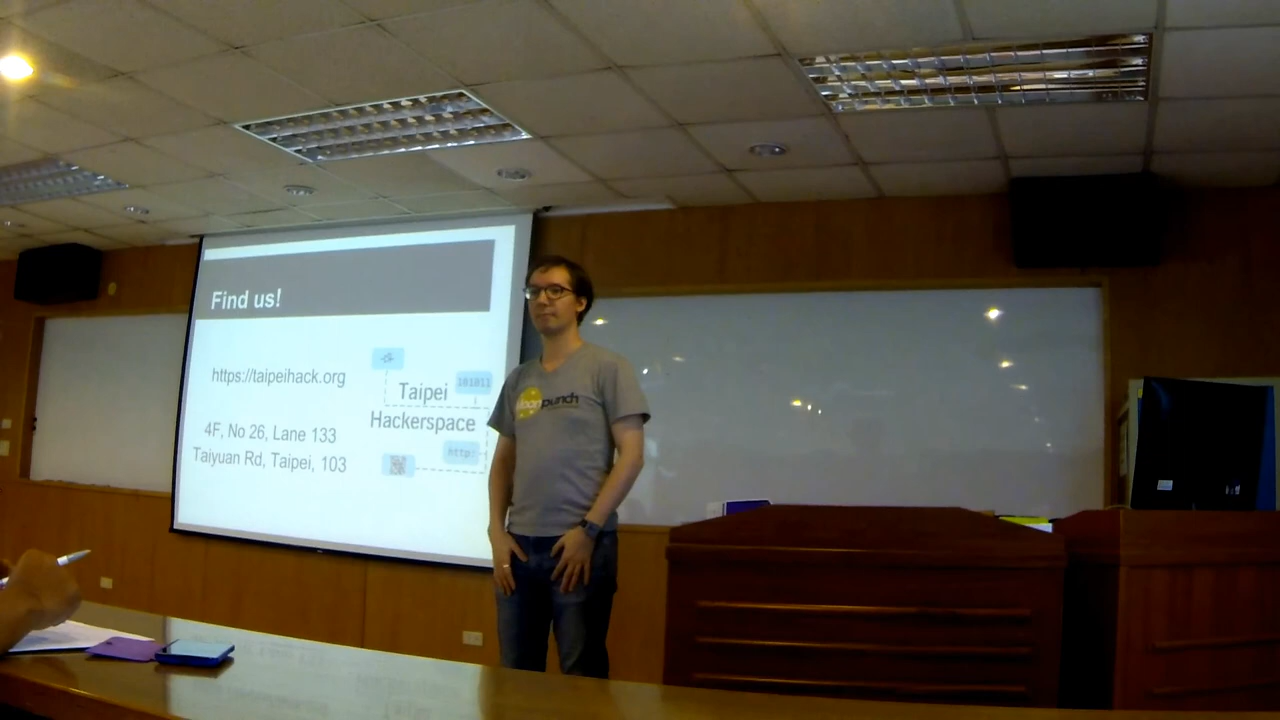 Find us!
https://taipeihack.org
4F, No 26, Lane 133
Taiyuan Rd, Taipei, 103
Taipei
Hackerspace
101011
http:
punch